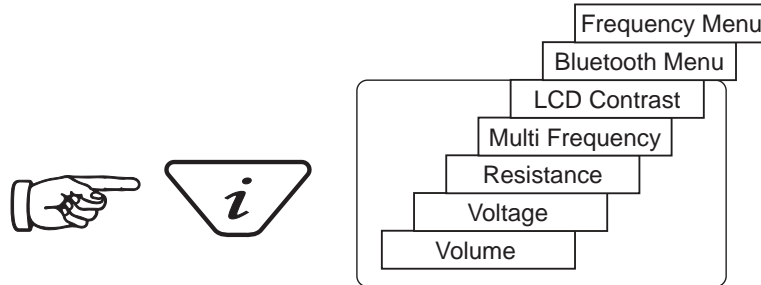 Frequency Menu
Bluetooth Menu
LCD Contrast
Multi Frequency
Resistance
i
Voltage
Volume